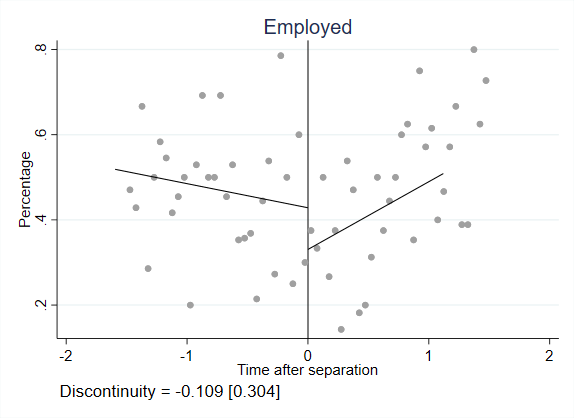 Employed
.8
.6
.4
.2
Percentage
-2 -1 0 1 2
Time after separation
Discontinuity = -0.109 [0.304]